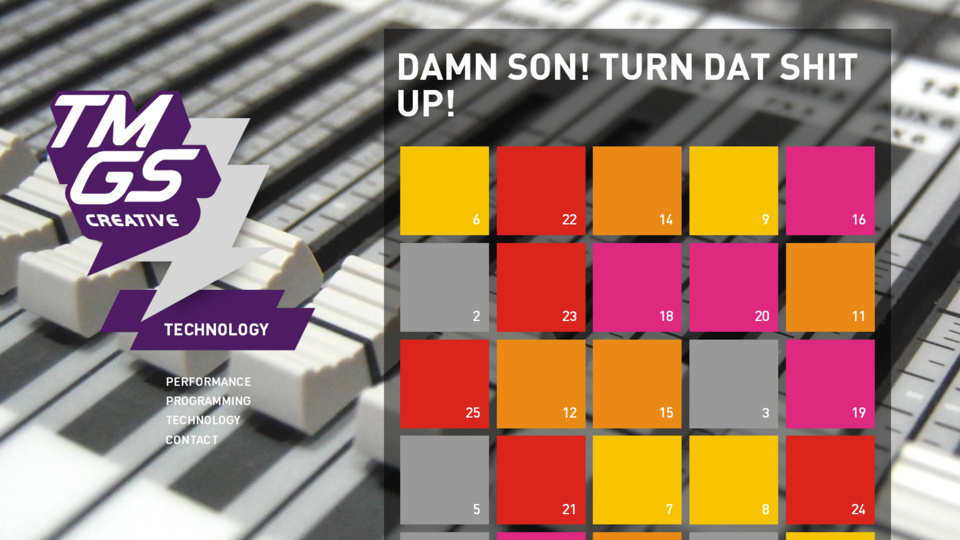 DAMN SON! TURN DAT SHIT
UP!
TM
GS
CREATIVE
TECHNOLOGY
PERFORMANCE
PROGRAMMING
TECHNOLOGY
CONTACT
6 22 14 9 16
2 23 18 20 11
25 12 15 3 19
5 21 7 8 24